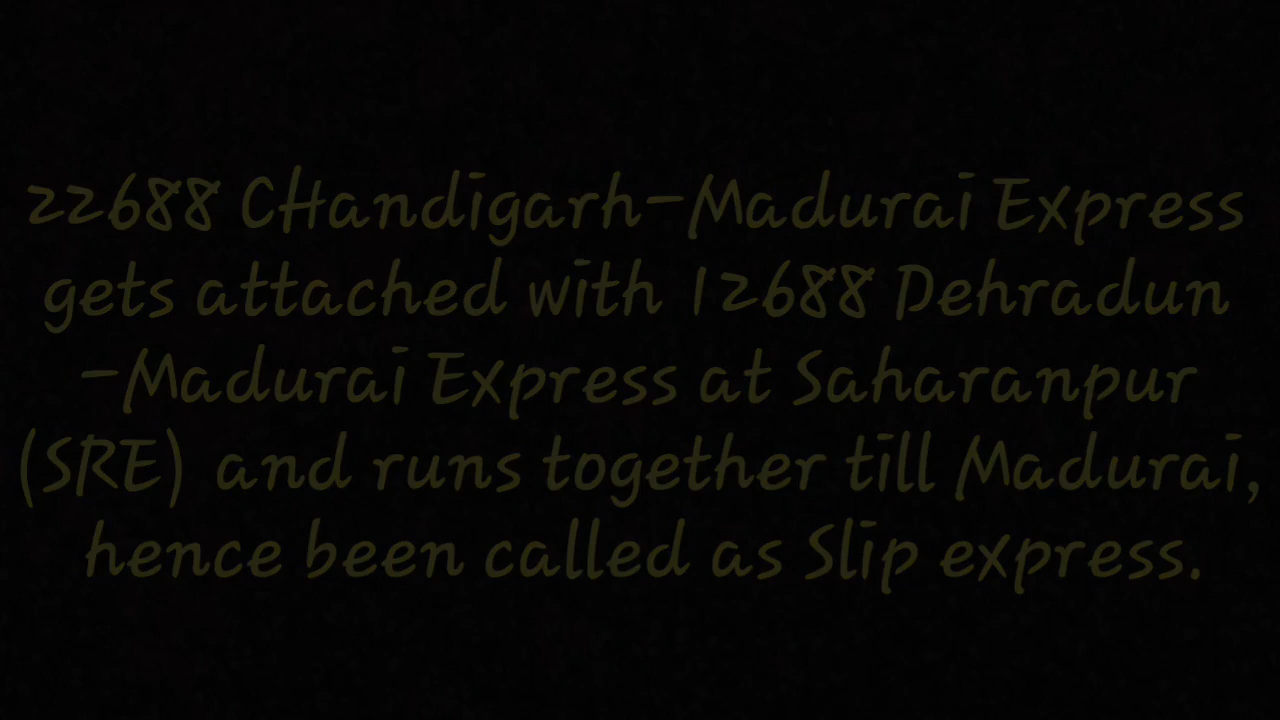 22688 CHandigarh-Madurai Express
gets attached with 12688 Dehradun
-Madurai Express at Saharanpur
(SRE) and runs together till Madurai,
hence been called as Slip express.